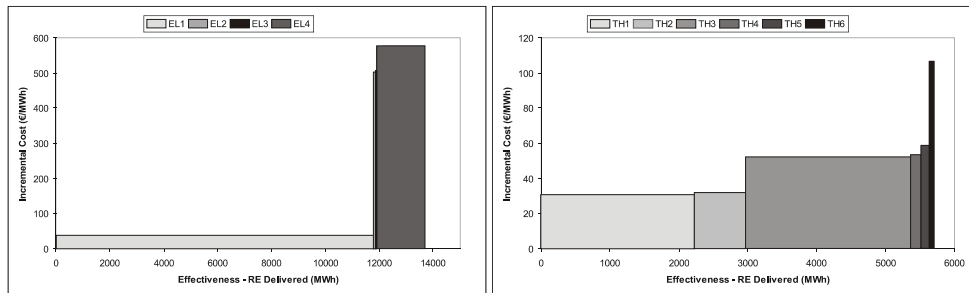 EL1 EL2 EL3 EL4
600
500
400
300
200
100
0
Incremental Cost (€/MWh)
0 2000 4000 6000 8000 10000 12000 14000
Effectiveness - RE Delivered (MWh)
TH1 TH2 TH3 TH4 TH5 TH6
120
100
80
60
40
20
0
Incremental Cost (€/MWh)
0 1000 2000 3000 4000 5000 6000
Effectiveness - RE Delivered (MWh)